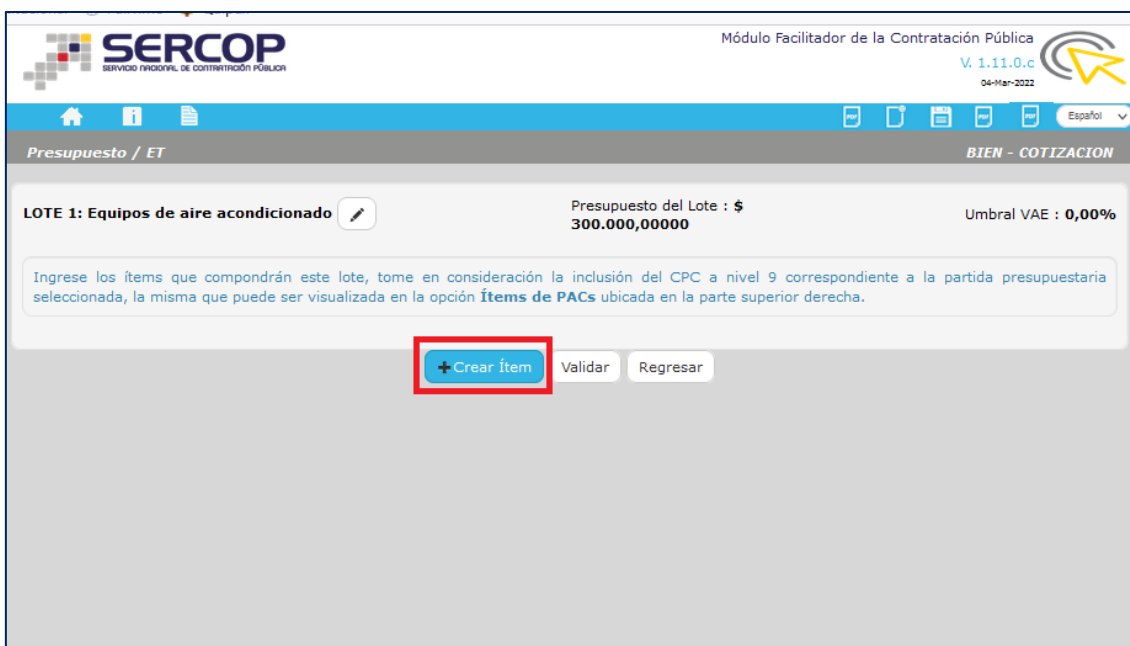 SERCOP
SERVICIO NACIONAL DE CONTRATACIÓN PÚBLICA
Módulo Facilitador de la Contratación Pública
V. 1.11.0.c
04-Mar-2022
PDF
PDF
PDF
Español
Presupuesto / ET
BIEN - COTIZACION
LOTE 1: Equipos de aire acondicionado
Presupuesto del Lote : $
300.000,00000
Umbral VAE : 0,00%
Ingrese los ítems que compondrán este lote, tome en consideración la inclusión del CPC a nivel 9 correspondiente a la partida presupuestaria
seleccionada, la misma que puede ser visualizada en la opción Ítems de PACs ubicada en la parte superior derecha.
+Crear Ítem
Validar
Regresar